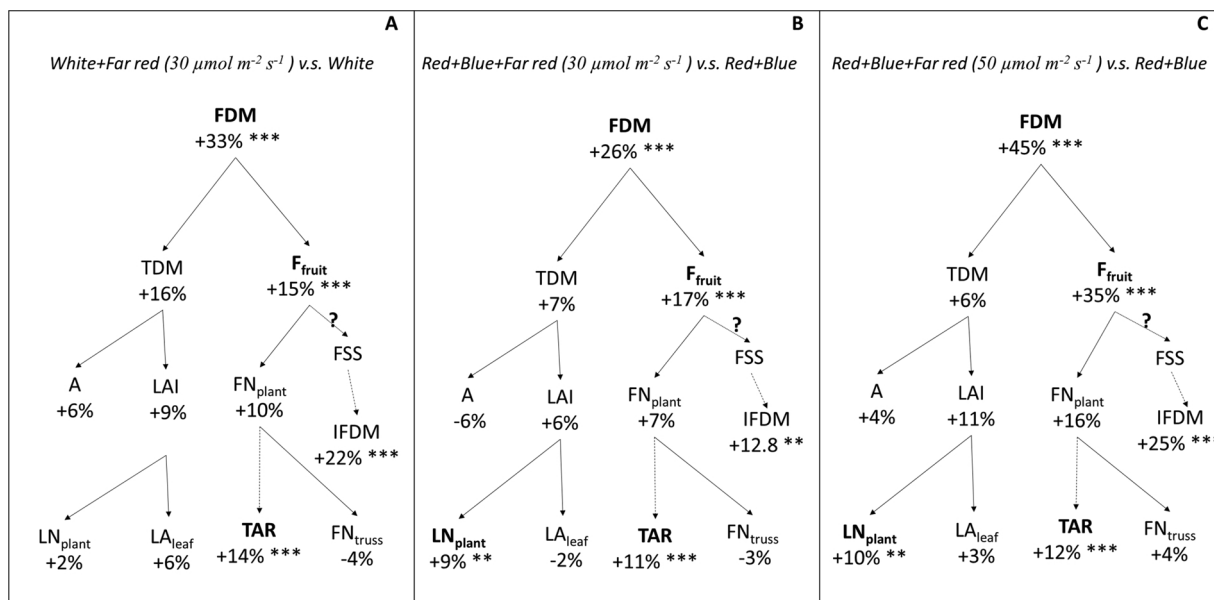 A
White+Far red (30 µmol m⁻² s⁻¹ ) v.s. White
FDM
+33% ***
TDM
+16%
F_fruit
+15% ***
?
FSS
A
+6%
LAI
+9%
FN_plant
+10%
IFDM
+22% ***
LN_plant
+2%
LA_leaf
+6%
TAR
+14% ***
FN_truss
-4%
B
Red+Blue+Far red (30 µmol m⁻² s⁻¹ ) v.s. Red+Blue
FDM
+26% ***
TDM
+7%
F_fruit
+17% ***
?
FSS
A
-6%
LAI
+6%
FN_plant
+7%
IFDM
+12.8 **
LN_plant
+9% **
LA_leaf
-2%
TAR
+11% ***
FN_truss
-3%
C
Red+Blue+Far red (50 µmol m⁻² s⁻¹ ) v.s. Red+Blue
FDM
+45% ***
TDM
+6%
F_fruit
+35% ***
?
FSS
A
+4%
LAI
+11%
FN_plant
+16%
IFDM
+25% ***
LN_plant
+10% **
LA_leaf
+3%
TAR
+12% ***
FN_truss
+4%